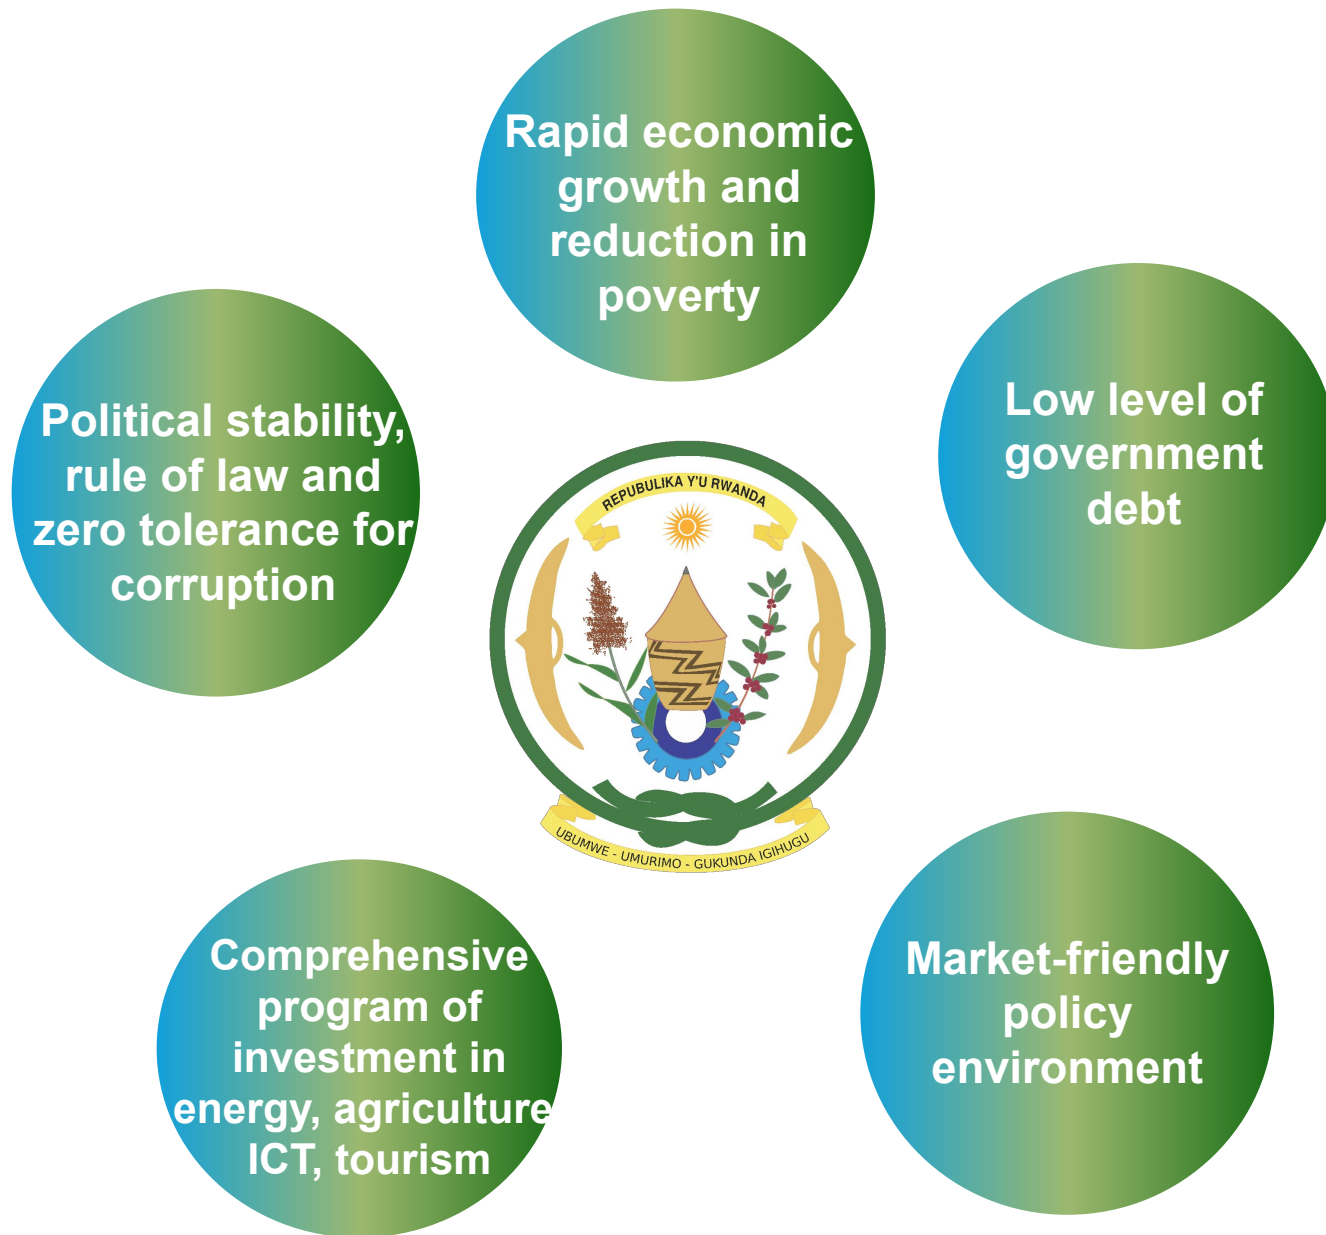 Rapid economic
growth and
reduction in
poverty
Political stability,
rule of law and
zero tolerance for
corruption
Low level of
government
debt
REPUBULIKA Y'U RWANDA
UBUMWE - UMURIMO - GUKUNDA IGIHUGU
Comprehensive
program of
investment in
energy, agriculture
ICT, tourism
Market-friendly
policy
environment